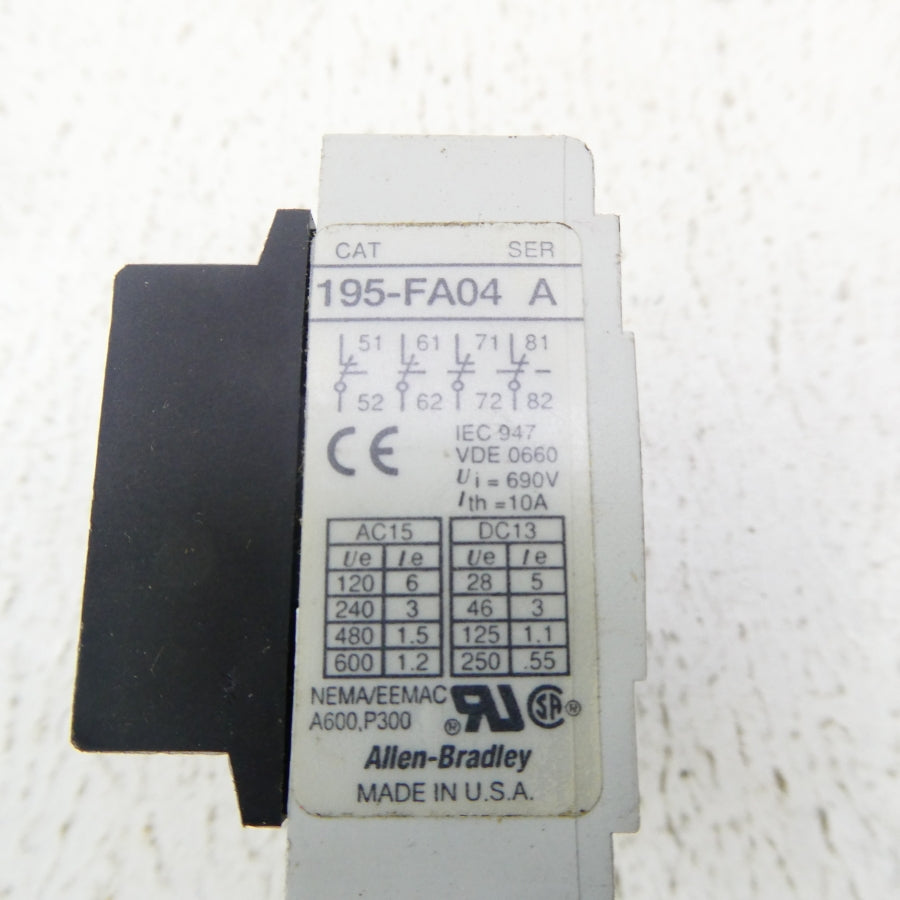 CAT SER
195-FA04 A
51 61 71 81
52 62 72 82
CE IEC 947
VDE 0660
Ui = 690V
Ith =10A
AC15 DC13
Ue Ie Ue Ie
120 6 28 5
240 3 46 3
480 1.5 125 1.1
600 1.2 250 .55
NEMA/EEMAC
A600,P300 ® RU SA ®
Allen-Bradley
MADE IN U.S.A.